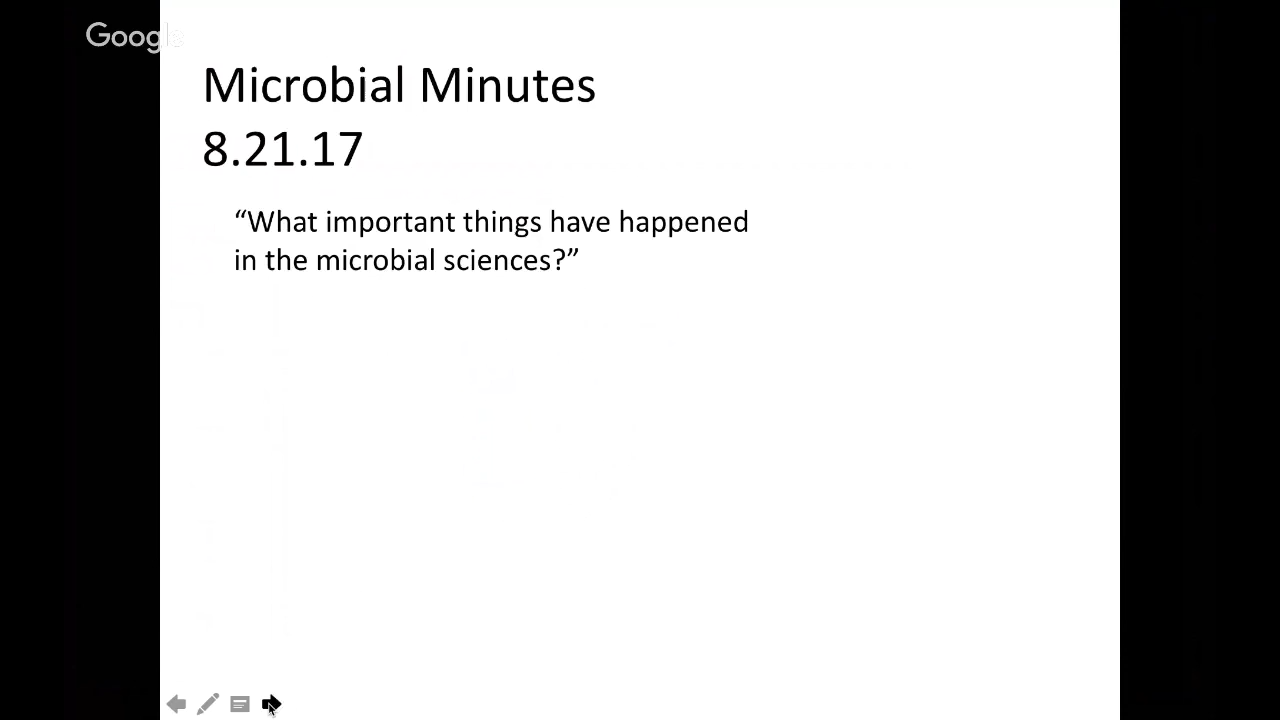 Google
Microbial Minutes
8.21.17
“What important things have happened
in the microbial sciences?”